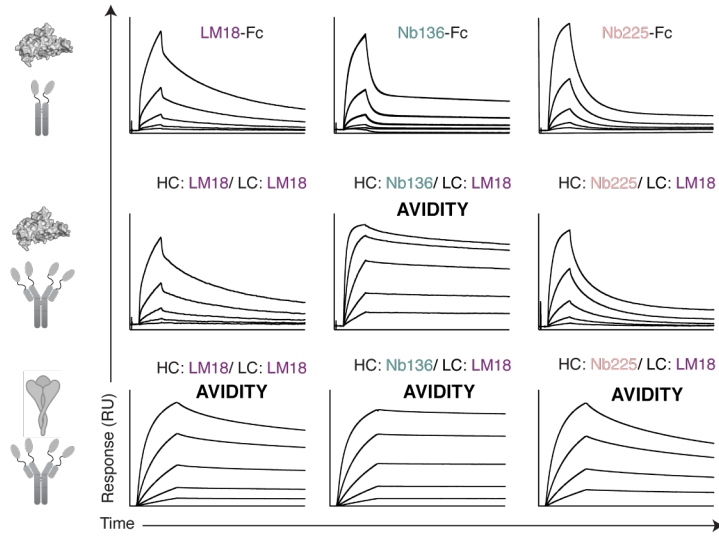 LM18-Fc
Nb136-Fc
Nb225-Fc
HC: LM18/ LC: LM18
HC: Nb136/ LC: LM18
HC: Nb225/ LC: LM18
AVIDITY
HC: LM18/ LC: LM18
HC: Nb136/ LC: LM18
HC: Nb225/ LC: LM18
AVIDITY
AVIDITY
AVIDITY
Response (RU)
Time